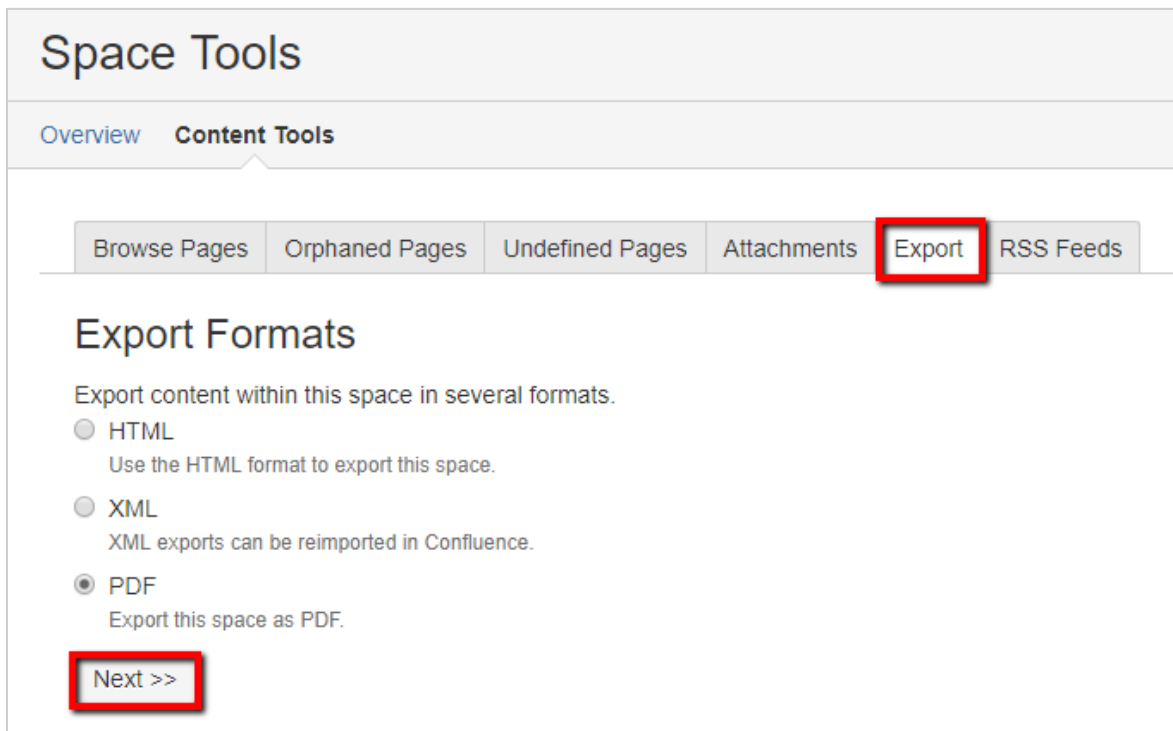 Space Tools
Overview Content Tools
Browse Pages Orphaned Pages Undefined Pages Attachments Export RSS Feeds
Export Formats
Export content within this space in several formats.
HTML
Use the HTML format to export this space.
XML
XML exports can be reimported in Confluence.
PDF
Export this space as PDF.
Next >>